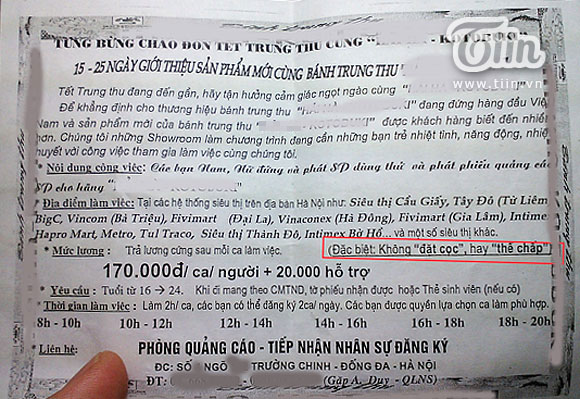 TƯNG BỪNG CHÀO ĐÓN TẾT TRUNG THU CÙNG
Tiin
www.tiin.vn
15 - 25 NGÀY GIỚI THIỆU SẢN PHẨM MỚI CÙNG BÁNH TRUNG THU "
Tết Trung thu đang đến gần, hãy tận hưởng cảm giác ngọt ngào cùng "
Để khẳng định cho thương hiệu bánh trung thu " hàng đầu Việt
Nam và sản phẩm mới của bánh trung thu được khách hàng biết đến nhiều
hơn. Chúng tôi những Showroom làm chương trình đang cần những bạn trẻ nhiệt tình, năng động, nhiệ
huyết với công việc tham gia làm việc cùng chúng tôi.
* Nội dung công việc: Các bạn Nam, Nữ đứng và phát SP dùng thử và phát phiếu quảng cá
SP cho hãng "
Địa điểm làm việc: Tại các hệ thống siêu thị trên địa bàn Hà Nội như: Siêu thị Cầu Giấy, Tây Đô (Từ Liêm
BigC, Vincom (Bà Triệu), Fivimart (Đại La), Vinaconex (Hà Đông), Fivimart (Gia Lâm), Intime
Hapro Mart, Metro, Tul Traco, Siêu thị Thành Đô, Intimex Bờ Hồ... và một số siêu thị khác.
* Mức lương: Trả lương cứng sau mỗi ca làm việc. (Đặc biệt: Không "đặt cọc", hay "thế chấp")
170.000đ/ ca/ người + 20.000 hỗ trợ
Yêu cầu: Tuổi từ 16 → 24. Khi đi mang theo CMTND, tờ phiếu nhận được hoặc Thẻ sinh viên (nếu có)
* Thời gian làm việc: Làm 2h/ ca, các bạn có thể đăng ký 2ca/ ngày. Các bạn được quyền lựa chọn ca làm phù hợp.
8h - 10h 10h - 12h 12h - 14h 14h - 16h 16h - 18h 18h - 20h
* Liên hệ: PHÒNG QUẢNG CÁO - TIẾP NHẬN NHÂN SỰ ĐĂNG KÝ
ĐC: SỐ NGÕ TRƯỜNG CHINH - ĐỐNG ĐA - HÀ NỘI
ĐT: (Gặp A. Duy - QLNS)